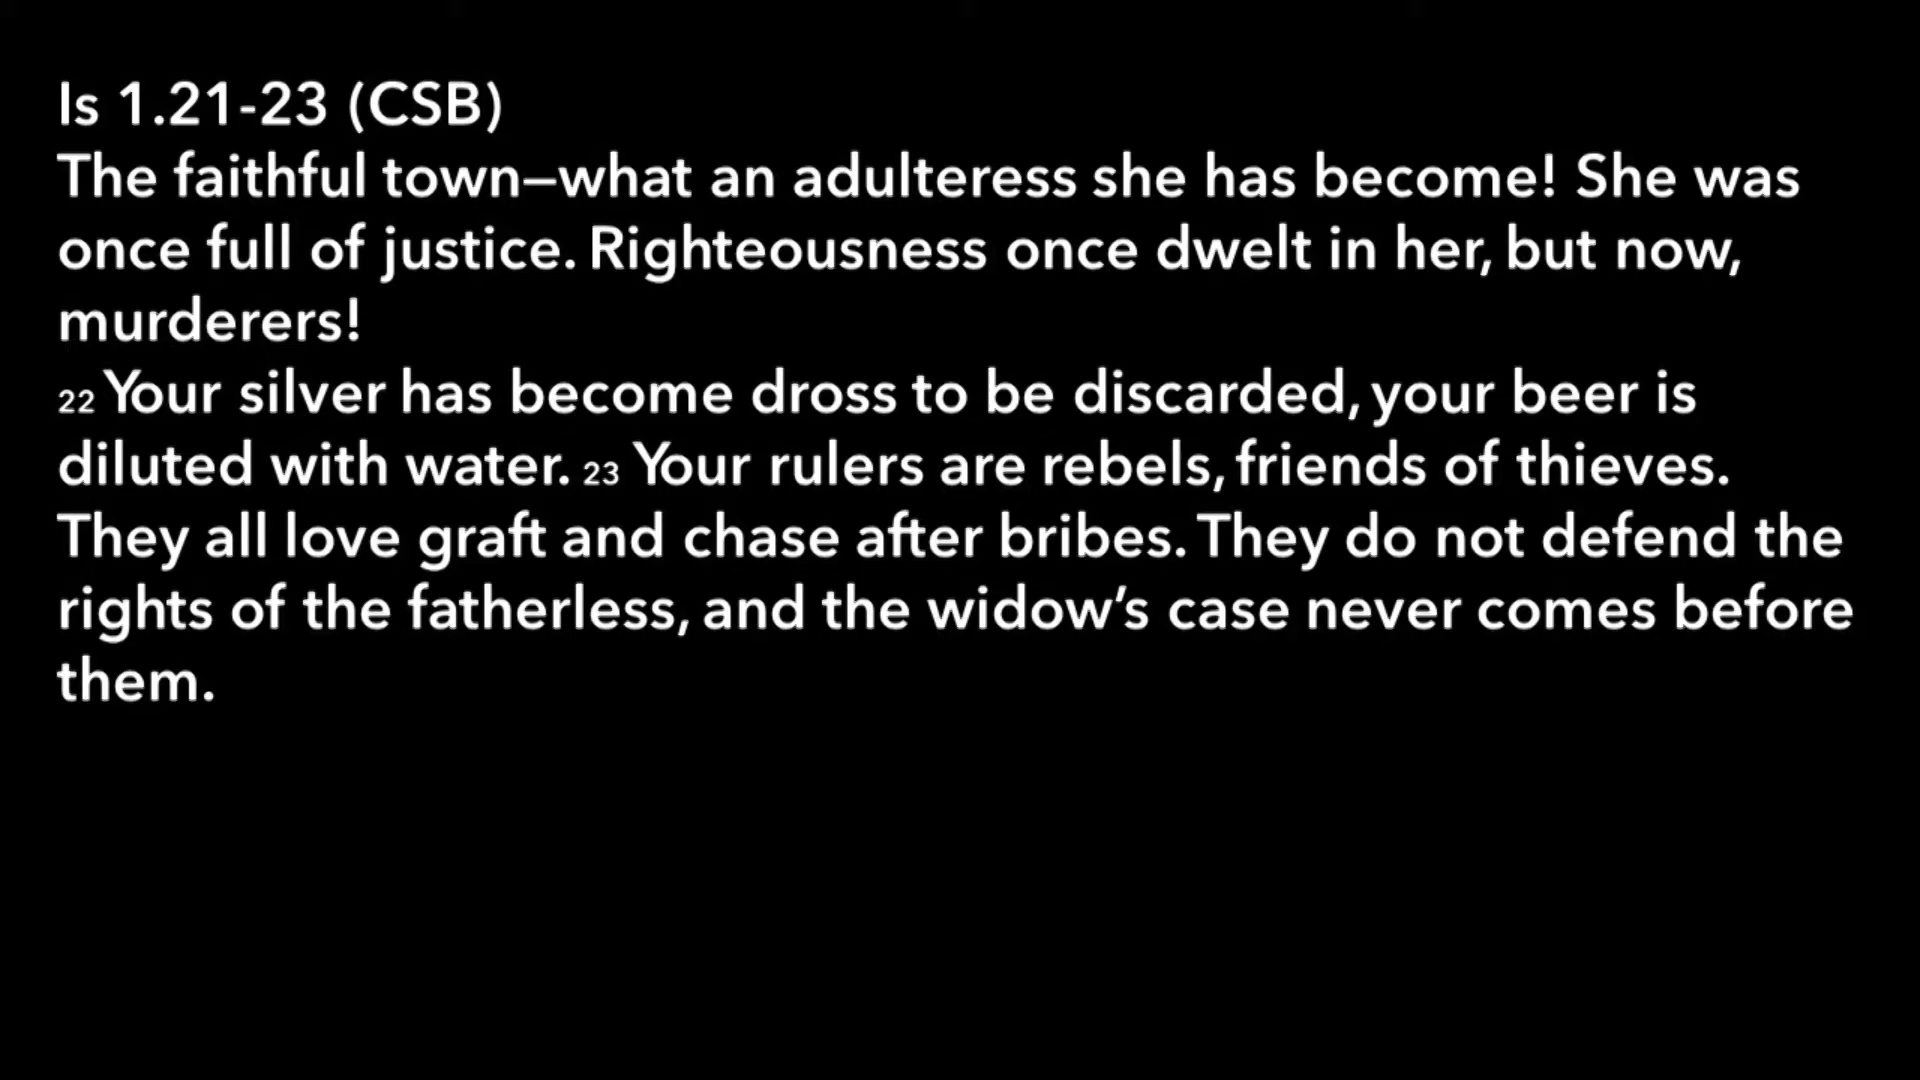 Is 1.21-23 (CSB)
The faithful town—what an adulteress she has become! She was
once full of justice. Righteousness once dwelt in her, but now,
murderers!
22 Your silver has become dross to be discarded, your beer is
diluted with water. 23 Your rulers are rebels, friends of thieves.
They all love graft and chase after bribes. They do not defend the
rights of the fatherless, and the widow’s case never comes before
them.